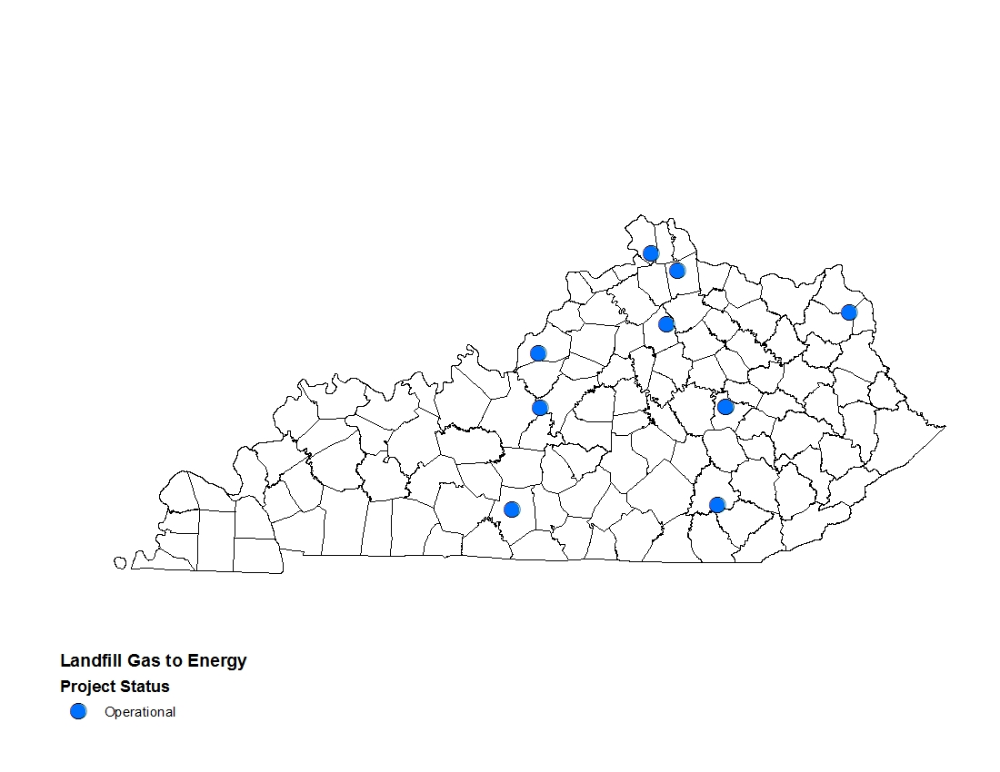 Landfill Gas to Energy
Project Status
Operational